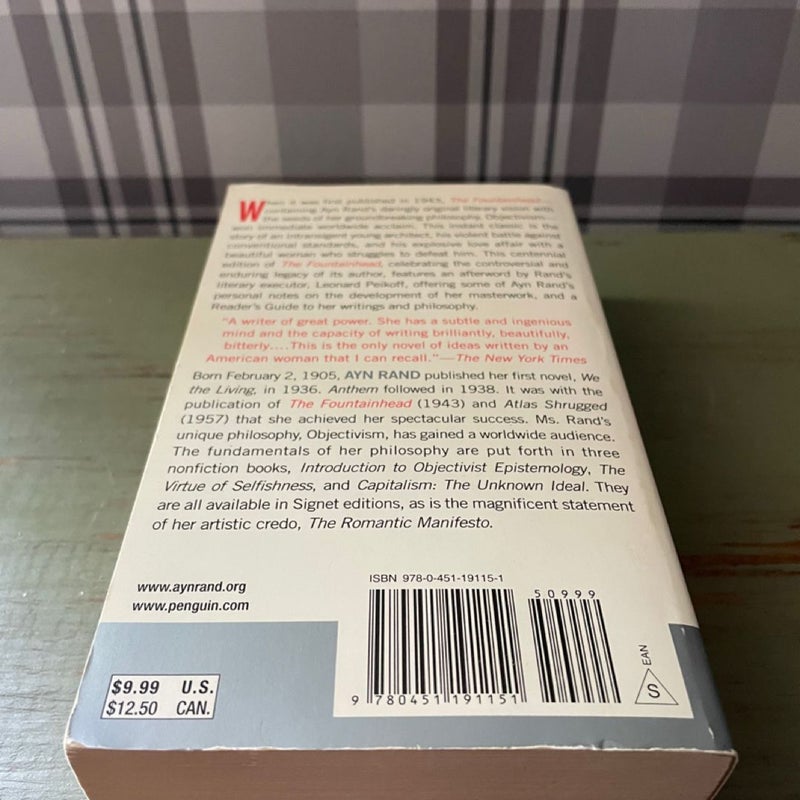 When it was first published in 1943, The Fountainhead—
containing Ayn Rand's daringly original literary vision with
the seeds of her groundbreaking philosophy, Objectivism—
won immediate worldwide acclaim. This instant classic is the
story of an intransigent young architect, his violent battle against
conventional standards, and his explosive love affair with a
beautiful woman who struggles to defeat him. This centennial
edition of The Fountainhead, celebrating the controversial and
enduring legacy of its author, features an afterword by Rand's
literary executor, Leonard Peikoff, offering some of Ayn Rand's
personal notes on the development of her masterwork, and a
Reader's Guide to her writings and philosophy.
"A writer of great power. She has a subtle and ingenious
mind and the capacity of writing brilliantly, beautifully,
bitterly....This is the only novel of ideas written by an
American woman that I can recall."—The New York Times
Born February 2, 1905, AYN RAND published her first novel, We
the Living, in 1936. Anthem followed in 1938. It was with the
publication of The Fountainhead (1943) and Atlas Shrugged
(1957) that she achieved her spectacular success. Ms. Rand's
unique philosophy, Objectivism, has gained a worldwide audience.
The fundamentals of her philosophy are put forth in three
nonfiction books, Introduction to Objectivist Epistemology, The
Virtue of Selfishness, and Capitalism: The Unknown Ideal. They
are all available in Signet editions, as is the magnificent statement
of her artistic credo, The Romantic Manifesto.
www.aynrand.org
www.penguin.com
ISBN 978-0-451-19115-1
50999
9 780451 191151
EAN
S
$9.99 U.S.
$12.50 CAN.